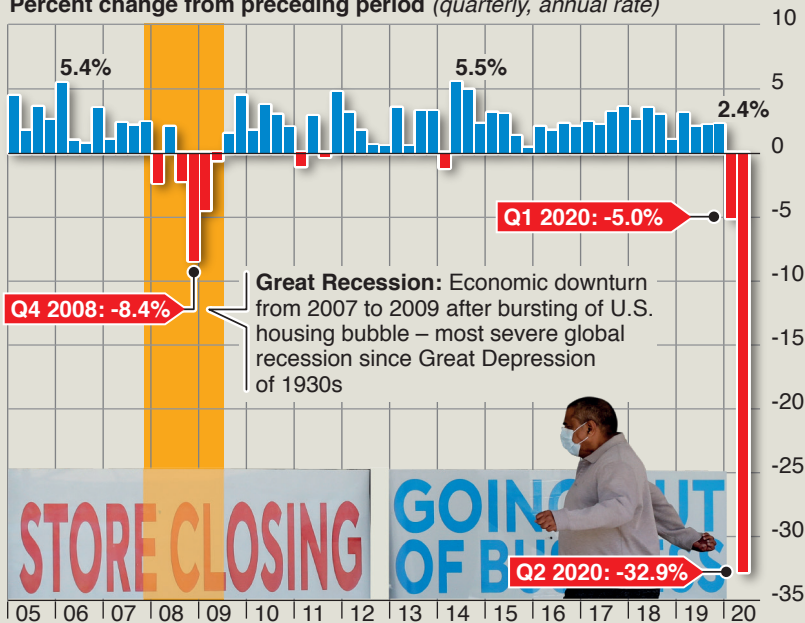 Percent change from preceding period (quarterly, annual rate)
10
5.4%
5.5%
5
2.4%
0
Q1 2020: -5.0%
-5
-10
Q4 2008: -8.4%
Great Recession: Economic downturn
from 2007 to 2009 after bursting of U.S.
housing bubble – most severe global
recession since Great Depression
of 1930s
-15
-20
-25
STORE CLOSING
GOING OUT
OF BUSINESS
-30
Q2 2020: -32.9%
-35
05 06 07 08 09 10 11 12 13 14 15 16 17 18 19 20